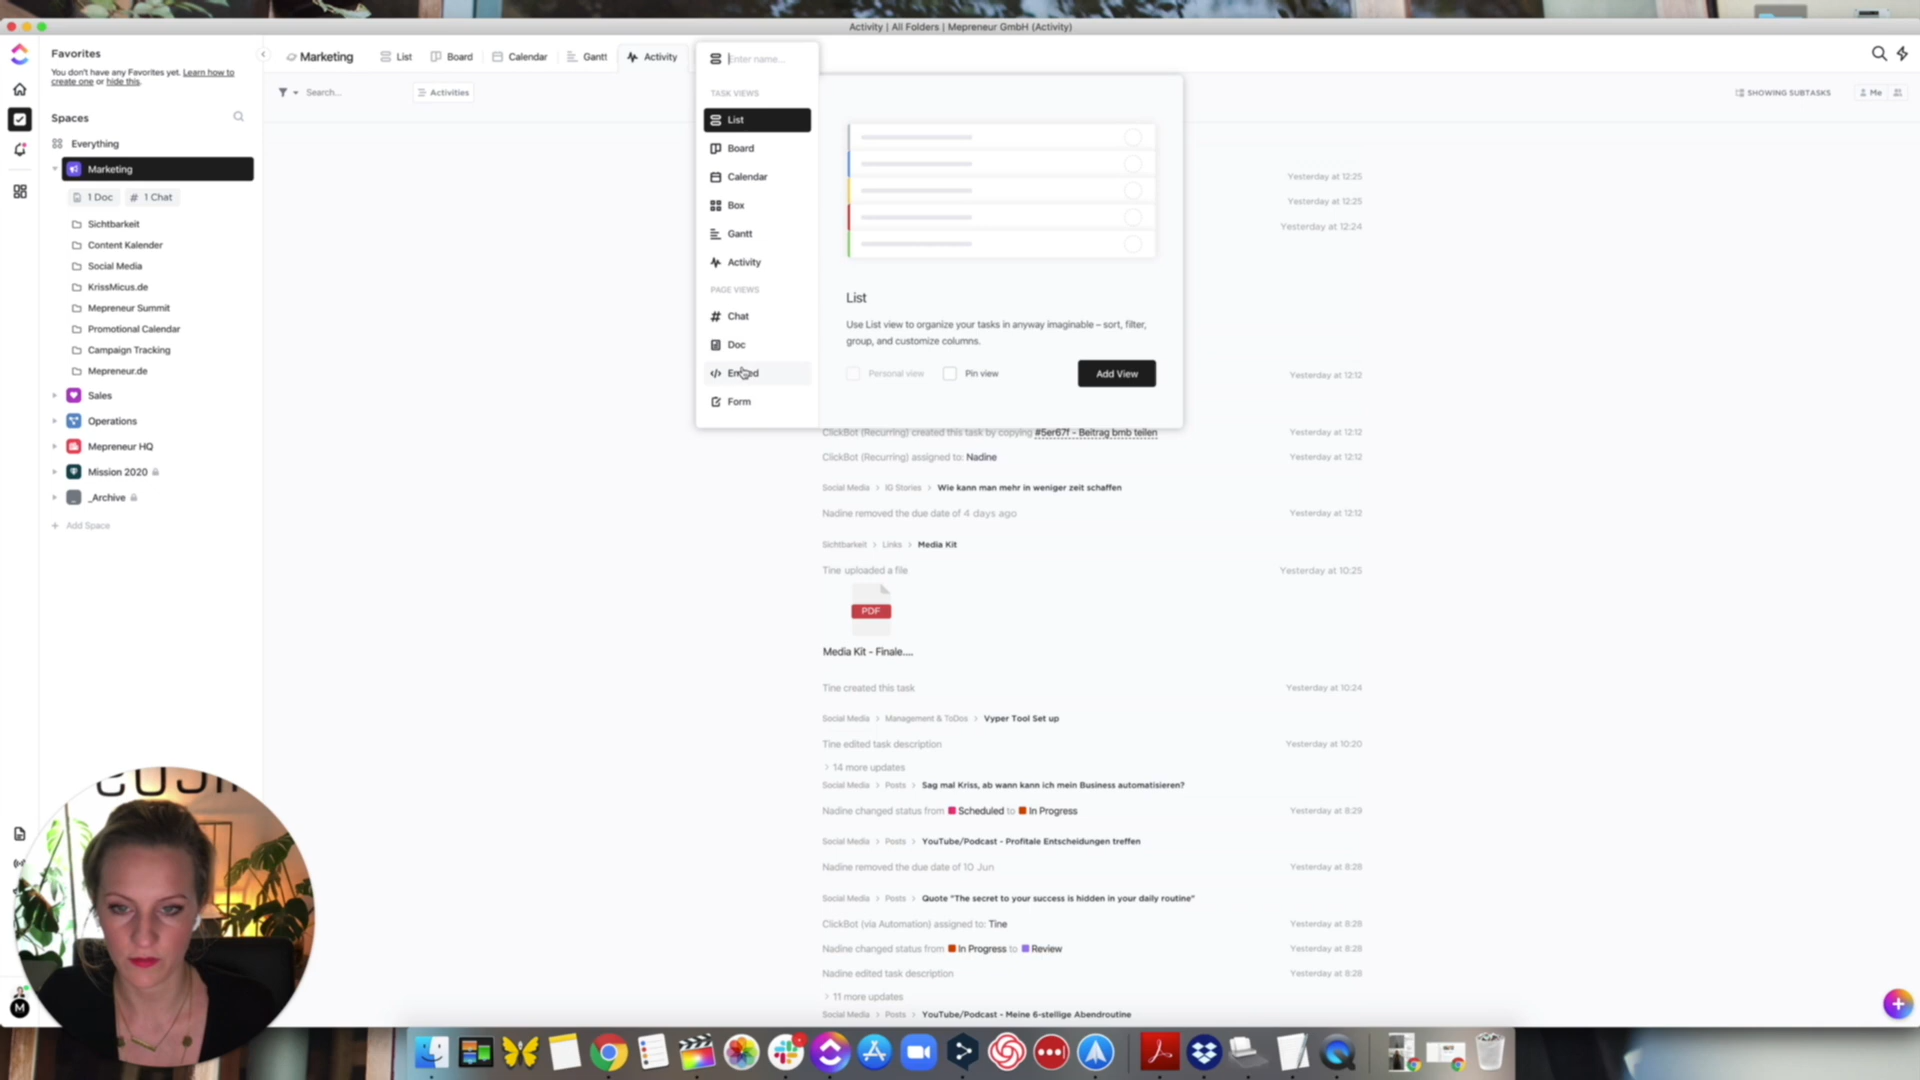 Activity | All Folders | Mepreneur GmbH (Activity)
Favorites
You don't have any Favorites yet. Learn how to
create one or hide this.
Spaces
Everything
Marketing
1 Doc
1 Chat
Sichtbarkeit
Content Kalender
Social Media
KrissMicus.de
Mepreneur Summit
Promotional Calendar
Campaign Tracking
Mepreneur.de
Sales
Operations
Mepreneur HQ
Mission 2020
_Archive
+ Add Space
Marketing
List
Board
Calendar
Gantt
Activity
Search...
Activities
SHOWING SUBTASKS
Me
Enter name...
TASK VIEWS
List
Board
Calendar
Box
Gantt
Activity
PAGE VIEWS
Chat
Doc
Form
List
Use List view to organize your tasks in anyway imaginable – sort, filter,
group, and customize columns.
Personal view
Pin view
Add View
Yesterday at 12:25
Yesterday at 12:25
Yesterday at 12:24
Yesterday at 12:12
ClickBot (Recurring) created this task by copying #5er67f - Beitrag bmb teilen Yesterday at 12:12
ClickBot (Recurring) assigned to: Nadine Yesterday at 12:12
Social Media > IG Stories > Wie kann man mehr in weniger zeit schaffen
Nadine removed the due date of 4 days ago Yesterday at 12:12
Sichtbarkeit > Links > Media Kit
Tine uploaded a file Yesterday at 10:25
PDF
Media Kit - Finale....
Tine created this task Yesterday at 10:24
Social Media > Management & ToDos > Vyper Tool Set up
Tine edited task description Yesterday at 10:20
> 14 more updates
Social Media > Posts > Sag mal Kriss, ab wann kann ich mein Business automatisieren?
Nadine changed status from Scheduled to In Progress Yesterday at 8:29
Social Media > Posts > YouTube/Podcast - Profitale Entscheidungen treffen
Nadine removed the due date of 10 Jun Yesterday at 8:28
Social Media > Posts > Quote "The secret to your success is hidden in your daily routine"
ClickBot (via Automation) assigned to: Tine Yesterday at 8:28
Nadine changed status from In Progress to Review Yesterday at 8:28
Nadine edited task description Yesterday at 8:28
> 11 more updates
Social Media > Posts > YouTube/Podcast - Meine 6-stellige Abendroutine
M